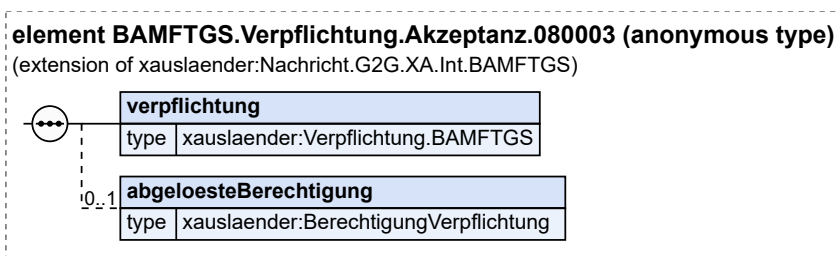 element BAMFTGS.Verpflichtung.Akzeptanz.080003 (anonymous type)
(extension of xauslaender:Nachricht.G2G.XA.Int.BAMFTGS)
verpflichtung
type xauslaender:Verpflichtung.BAMFTGS
0..1 abgeloesteBerechtigung
type xauslaender:BerechtigungVerpflichtung